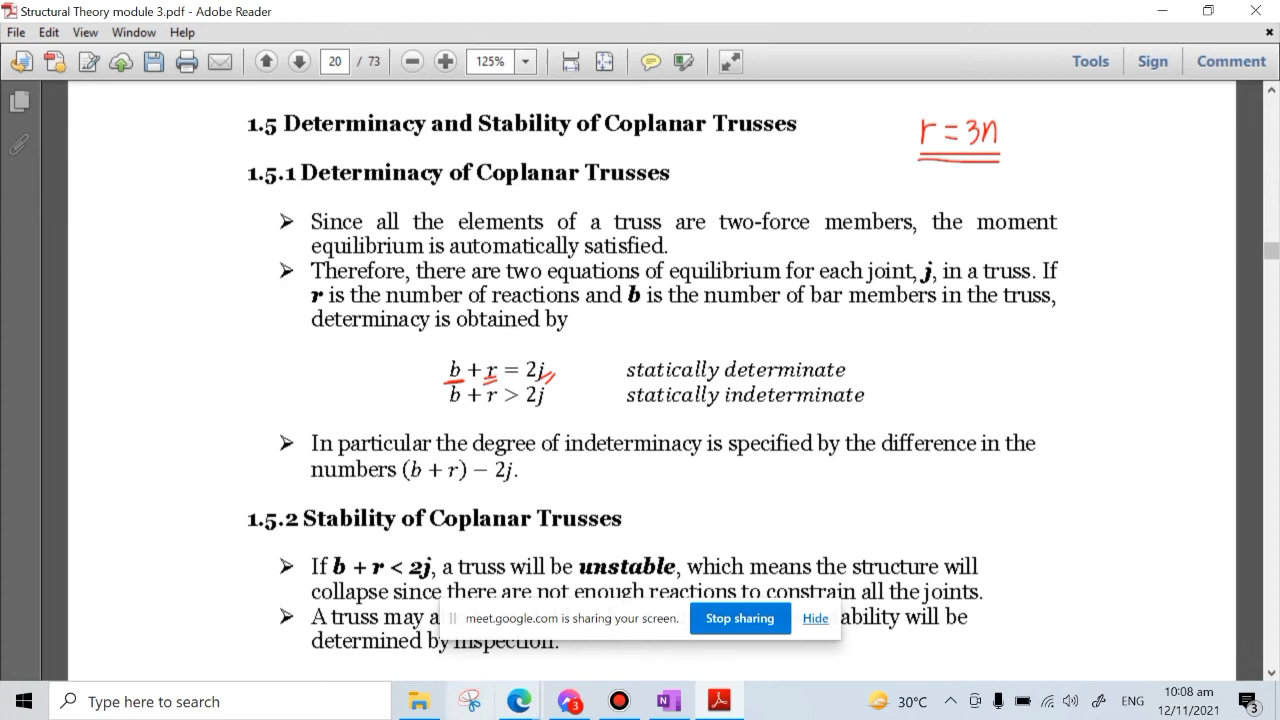 Structural Theory module 3.pdf - Adobe Reader
File Edit View Window Help
20 / 73 125% Tools Sign Comment
1.5 Determinacy and Stability of Coplanar Trusses
r = 3n
1.5.1 Determinacy of Coplanar Trusses
➢ Since all the elements of a truss are two-force members, the moment
equilibrium is automatically satisfied.
➢ Therefore, there are two equations of equilibrium for each joint, j, in a truss. If
r is the number of reactions and b is the number of bar members in the truss,
determinacy is obtained by
b + r = 2j statically determinate
b + r > 2j statically indeterminate
➢ In particular the degree of indeterminacy is specified by the difference in the
numbers (b + r) − 2j.
1.5.2 Stability of Coplanar Trusses
➢ If b + r < 2j, a truss will be unstable, which means the structure will
collapse since there are not enough reactions to constrain all the joints.
➢ A truss may a ability will be
determined by inspection.
meet.google.com is sharing your screen. Stop sharing Hide
Type here to search
3
30°C ENG
10:08 am
12/11/2021
3